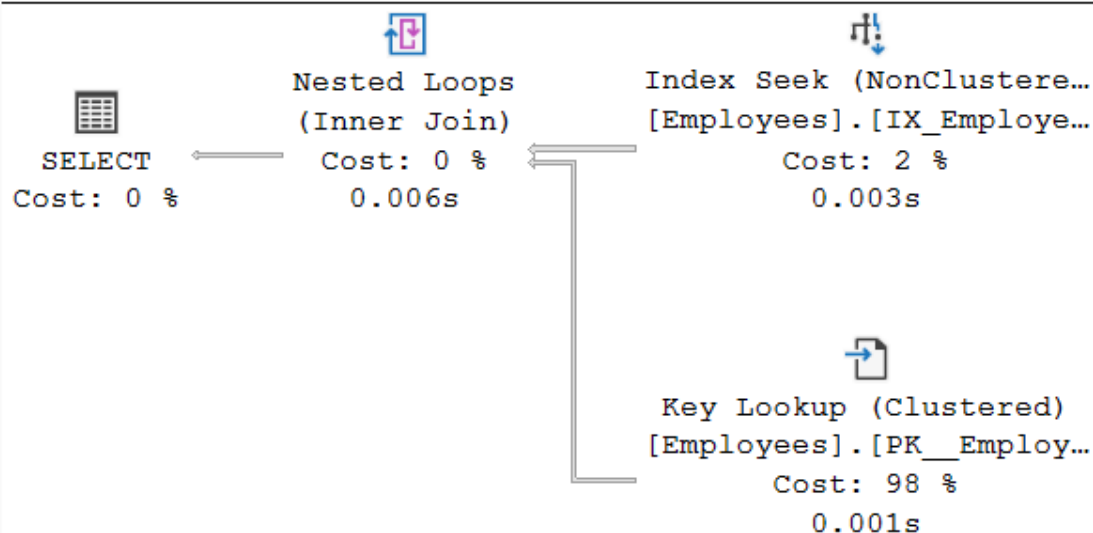 SELECT
Cost: 0 %
Nested Loops
(Inner Join)
Cost: 0 %
0.006s
Index Seek (NonClustere…
[Employees].[IX_Employe…
Cost: 2 %
0.003s
Key Lookup (Clustered)
[Employees].[PK__Employ…
Cost: 98 %
0.001s